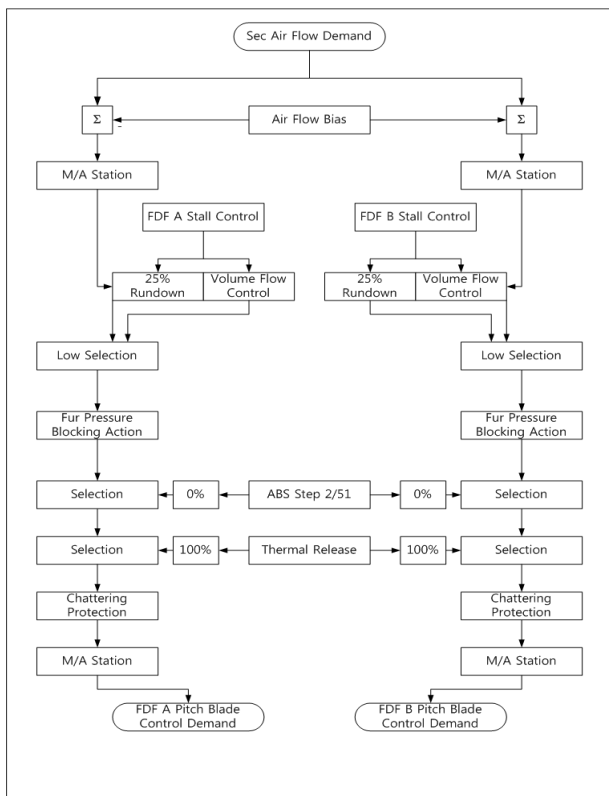 Sec Air Flow Demand
Σ
Air Flow Bias
Σ
-
M/A Station
M/A Station
FDF A Stall Control
FDF B Stall Control
25%
Rundown
Volume Flow
Control
25%
Rundown
Volume Flow
Control
Low Selection
Low Selection
Fur Pressure
Blocking Action
Fur Pressure
Blocking Action
Selection
0%
ABS Step 2/51
0%
Selection
Selection
100%
Thermal Release
100%
Selection
Chattering
Protection
Chattering
Protection
M/A Station
M/A Station
FDF A Pitch Blade
Control Demand
FDF B Pitch Blade
Control Demand